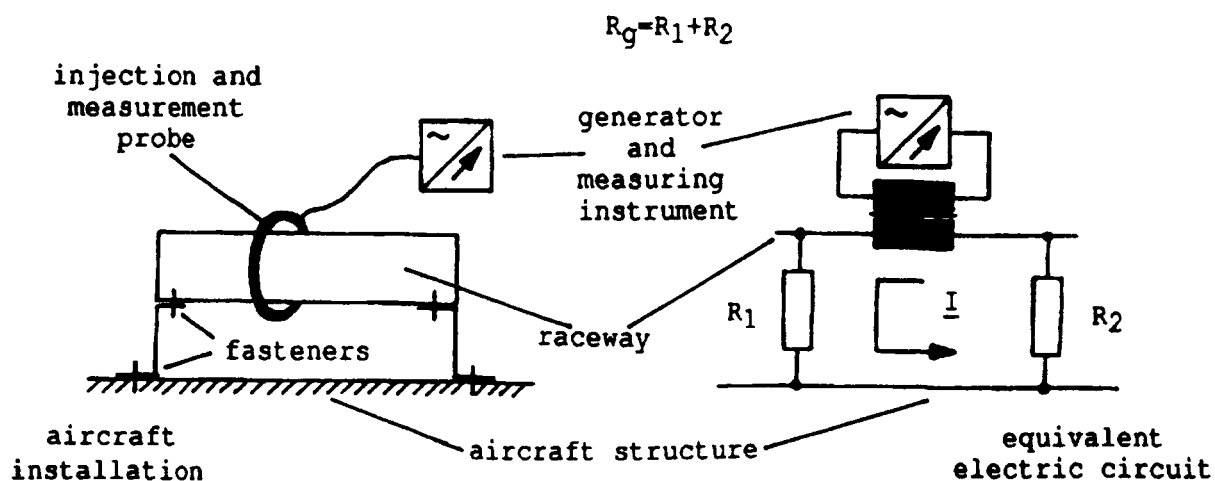 Rg=R1+R2
injection and
measurement
probe
generator
and
measuring
instrument
~
~
R1
I
R2
raceway
fasteners
aircraft structure
aircraft
installation
equivalent
electric circuit